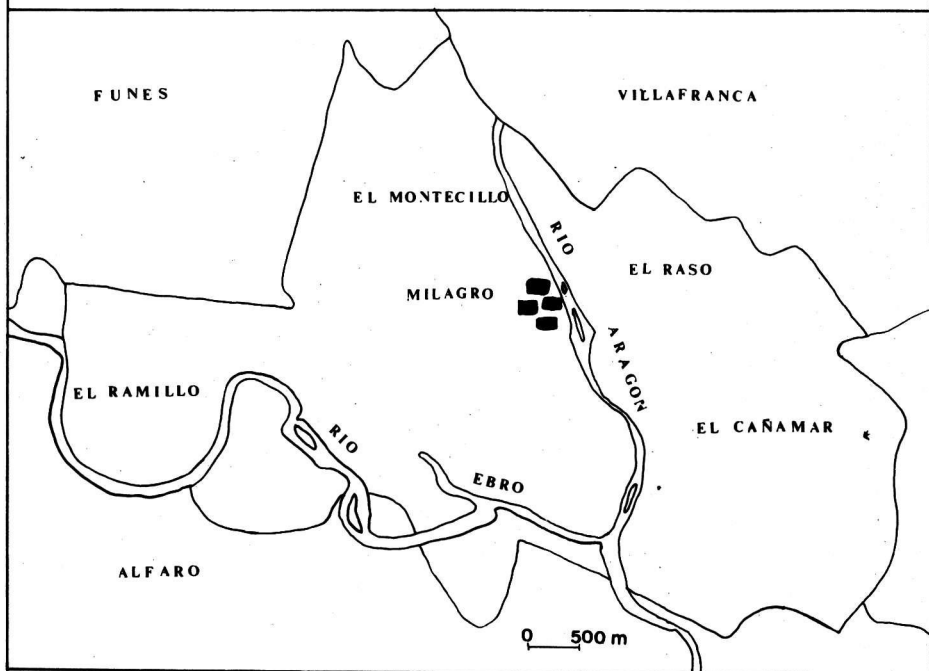 FUNES
VILLAFRANCA
EL MONTECILLO
RIO
EL RASO
MILAGRO
ARAGON
EL RAMILLO
RIO
EL CAÑAMAR
EBRO
ALFARO
0 500 m